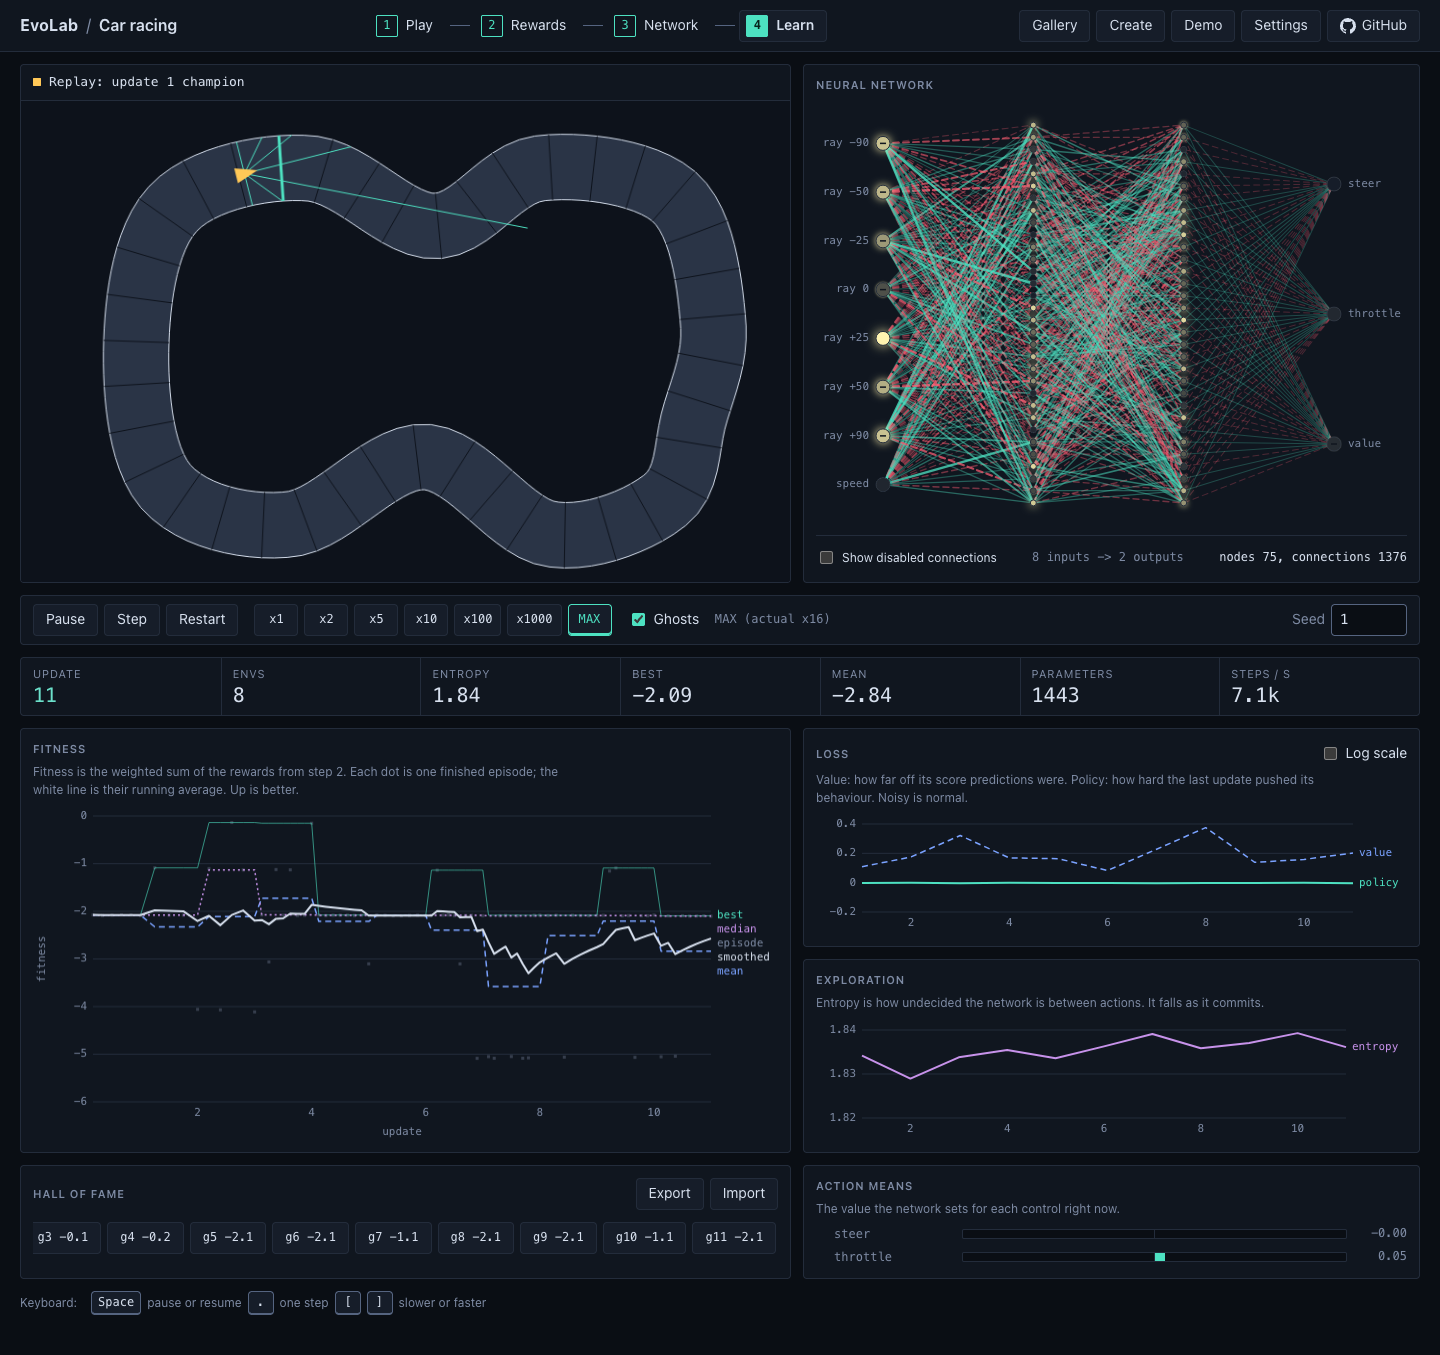 EvoLab / Car racing
1 Play
2 Rewards
3 Network
4 Learn
Gallery
Create
Demo
Settings
GitHub
Replay: update 1 champion
NEURAL NETWORK
ray −90
ray −50
ray −25
ray 0
ray +25
ray +50
ray +90
speed
steer
throttle
value
Show disabled connections
8 inputs −> 2 outputs
nodes 75, connections 1376
Pause
Step
Restart
x1
x2
x5
x10
x100
x1000
MAX
Ghosts
MAX (actual x16)
Seed
1
UPDATE
11
ENVS
8
ENTROPY
1.84
BEST
−2.09
MEAN
−2.84
PARAMETERS
1443
STEPS / S
7.1k
FITNESS
Fitness is the weighted sum of the rewards from step 2. Each dot is one finished episode; the
white line is their running average. Up is better.
0
−1
−2
−3
−4
−5
−6
fitness
2
4
6
8
10
update
best
median
episode
smoothed
mean
LOSS
Log scale
Value: how far off its score predictions were. Policy: how hard the last update pushed its
behaviour. Noisy is normal.
0.4
0.2
0
−0.2
2
4
6
8
10
value
policy
EXPLORATION
Entropy is how undecided the network is between actions. It falls as it commits.
1.84
1.83
1.82
2
4
6
8
10
entropy
HALL OF FAME
Export
Import
g3 −0.1
g4 −0.2
g5 −2.1
g6 −2.1
g7 −1.1
g8 −2.1
g9 −2.1
g10 −1.1
g11 −2.1
ACTION MEANS
The value the network sets for each control right now.
steer
−0.00
throttle
0.05
Keyboard: Space pause or resume . one step [ ] slower or faster